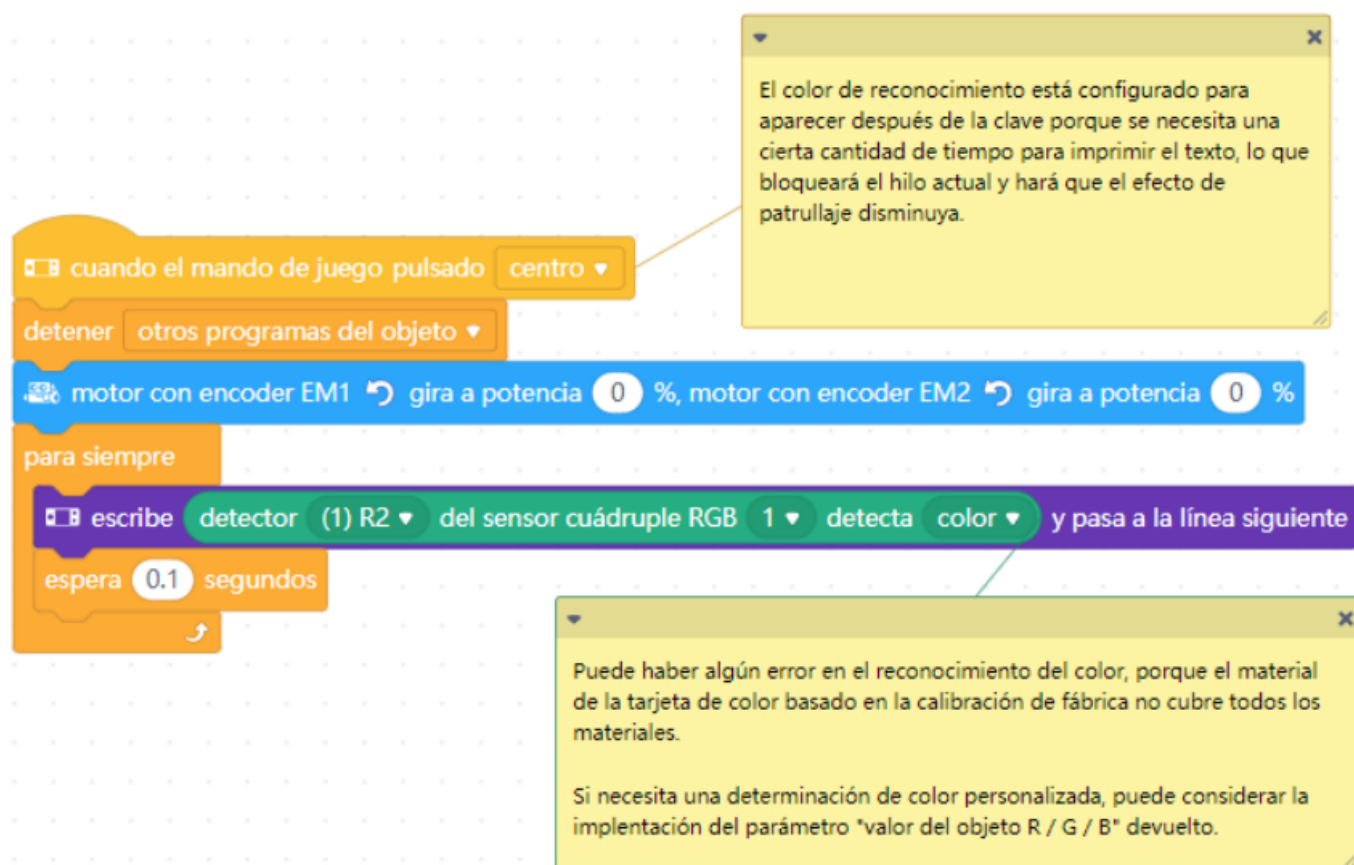 El color de reconocimiento está configurado para
aparecer después de la clave porque se necesita una
cierta cantidad de tiempo para imprimir el texto, lo que
bloqueará el hilo actual y hará que el efecto de
patrullaje disminuya.
cuando el mando de juego pulsado centro
detener otros programas del objeto
motor con encoder EM1 gira a potencia 0 %, motor con encoder EM2 gira a potencia 0 %
para siempre
escribe detector (1) R2 del sensor cuádruple RGB 1 detecta color y pasa a la línea siguiente
espera 0.1 segundos
Puede haber algún error en el reconocimiento del color, porque el material
de la tarjeta de color basado en la calibración de fábrica no cubre todos los
materiales.
Si necesita una determinación de color personalizada, puede considerar la
implentación del parámetro "valor del objeto R / G / B" devuelto.